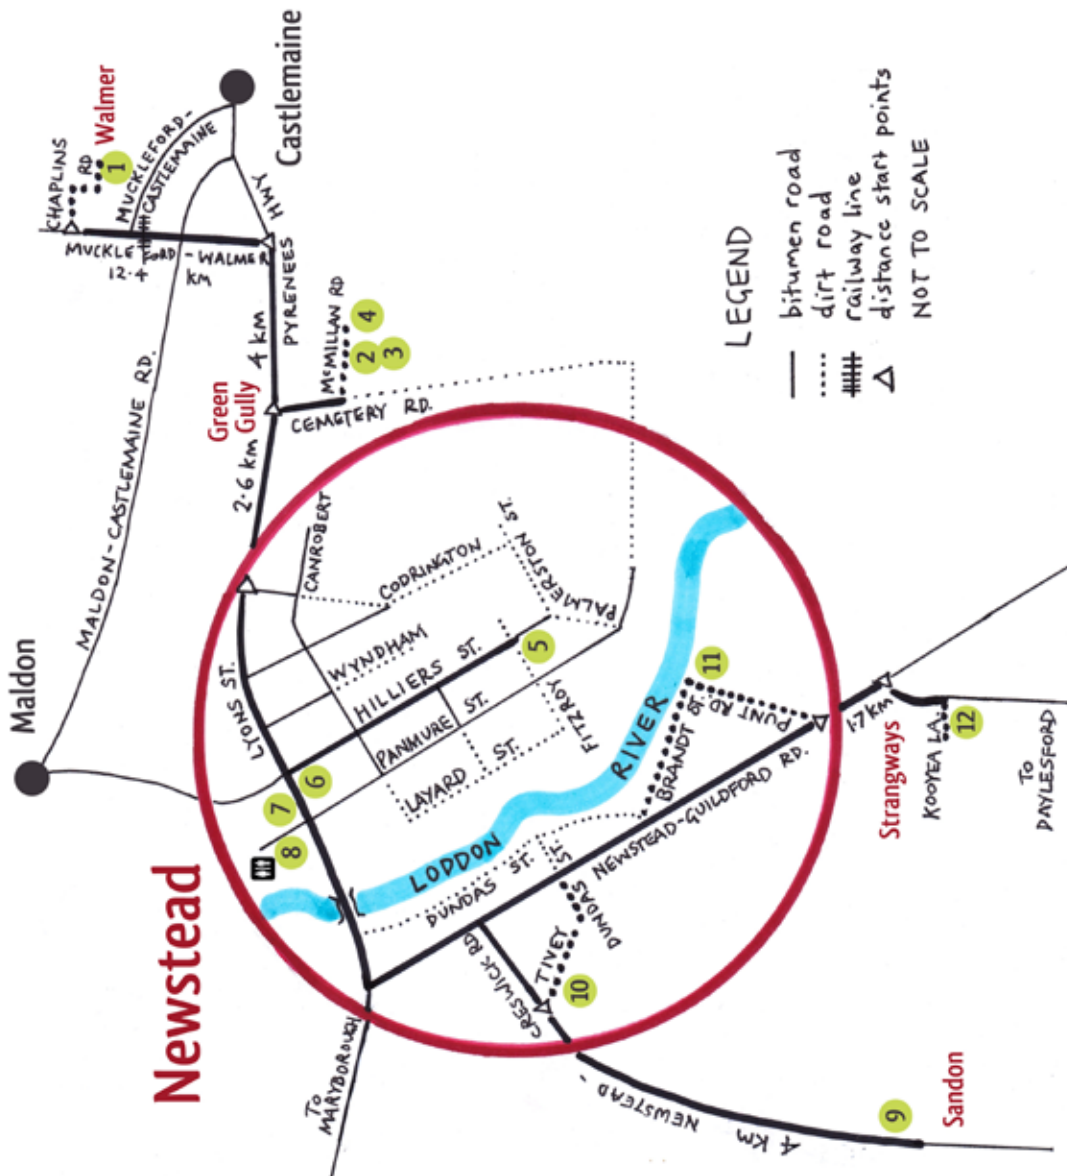 Newstead
Maldon
Castlemaine
Walmer
Green
Gully
Strangways
Sandon
CHAPLINS
RD
1
MUCKLEFORD-
CASTLEMAINE
MUCKLEFORD - WALMER
12.4
KM
PYRENEES
HWY
MALDON-CASTLEMAINE RD.
4 KM
2.6 KM
McMILLAN RD
2
3
4
CEMETERY RD.
CANROBERT
CODRINGTON
PALMERSTON ST.
LYONS ST.
WYNDHAM
HILLIERS ST.
5
PANMURE ST.
LAYARD ST.
FITZROY
6
7
8
LODDON RIVER
DUNDAS ST.
DUNDAS ST.
BRANDT ST
PUNT RD
11
NEWSTEAD-GUILDFORD RD.
1.7 KM
KOOYEA LA.
12
TO
DAYLESFORD
TIVEY
10
NEWSTEAD -
CRESWICK RD
4 KM
9
TO
MARYBOROUGH
LEGEND
bitumen road
dirt road
railway line
distance start points
NOT TO SCALE